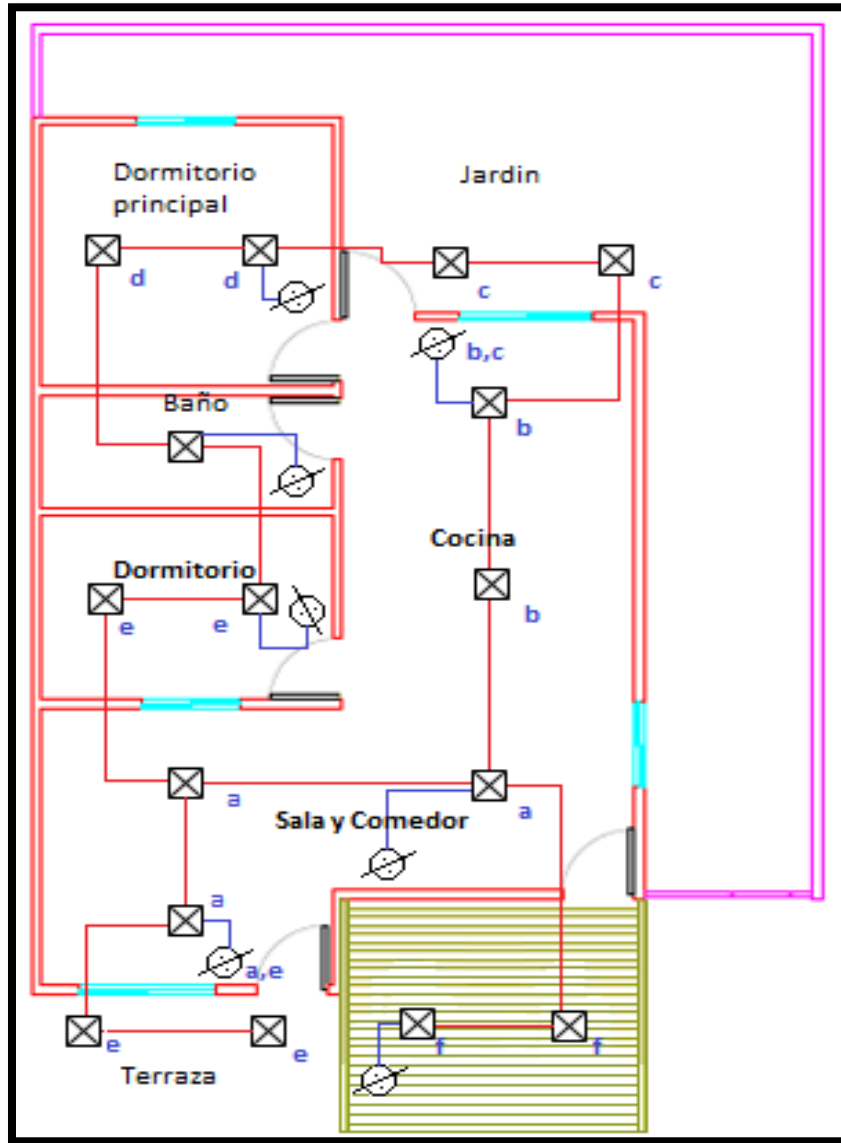 Dormitorio
principal
Jardin
d
d
c
c
b,c
Baño
b
Cocina
Dormitorio
b
e
e
a
a
Sala y Comedor
a
a,e
e
e
f
f
Terraza